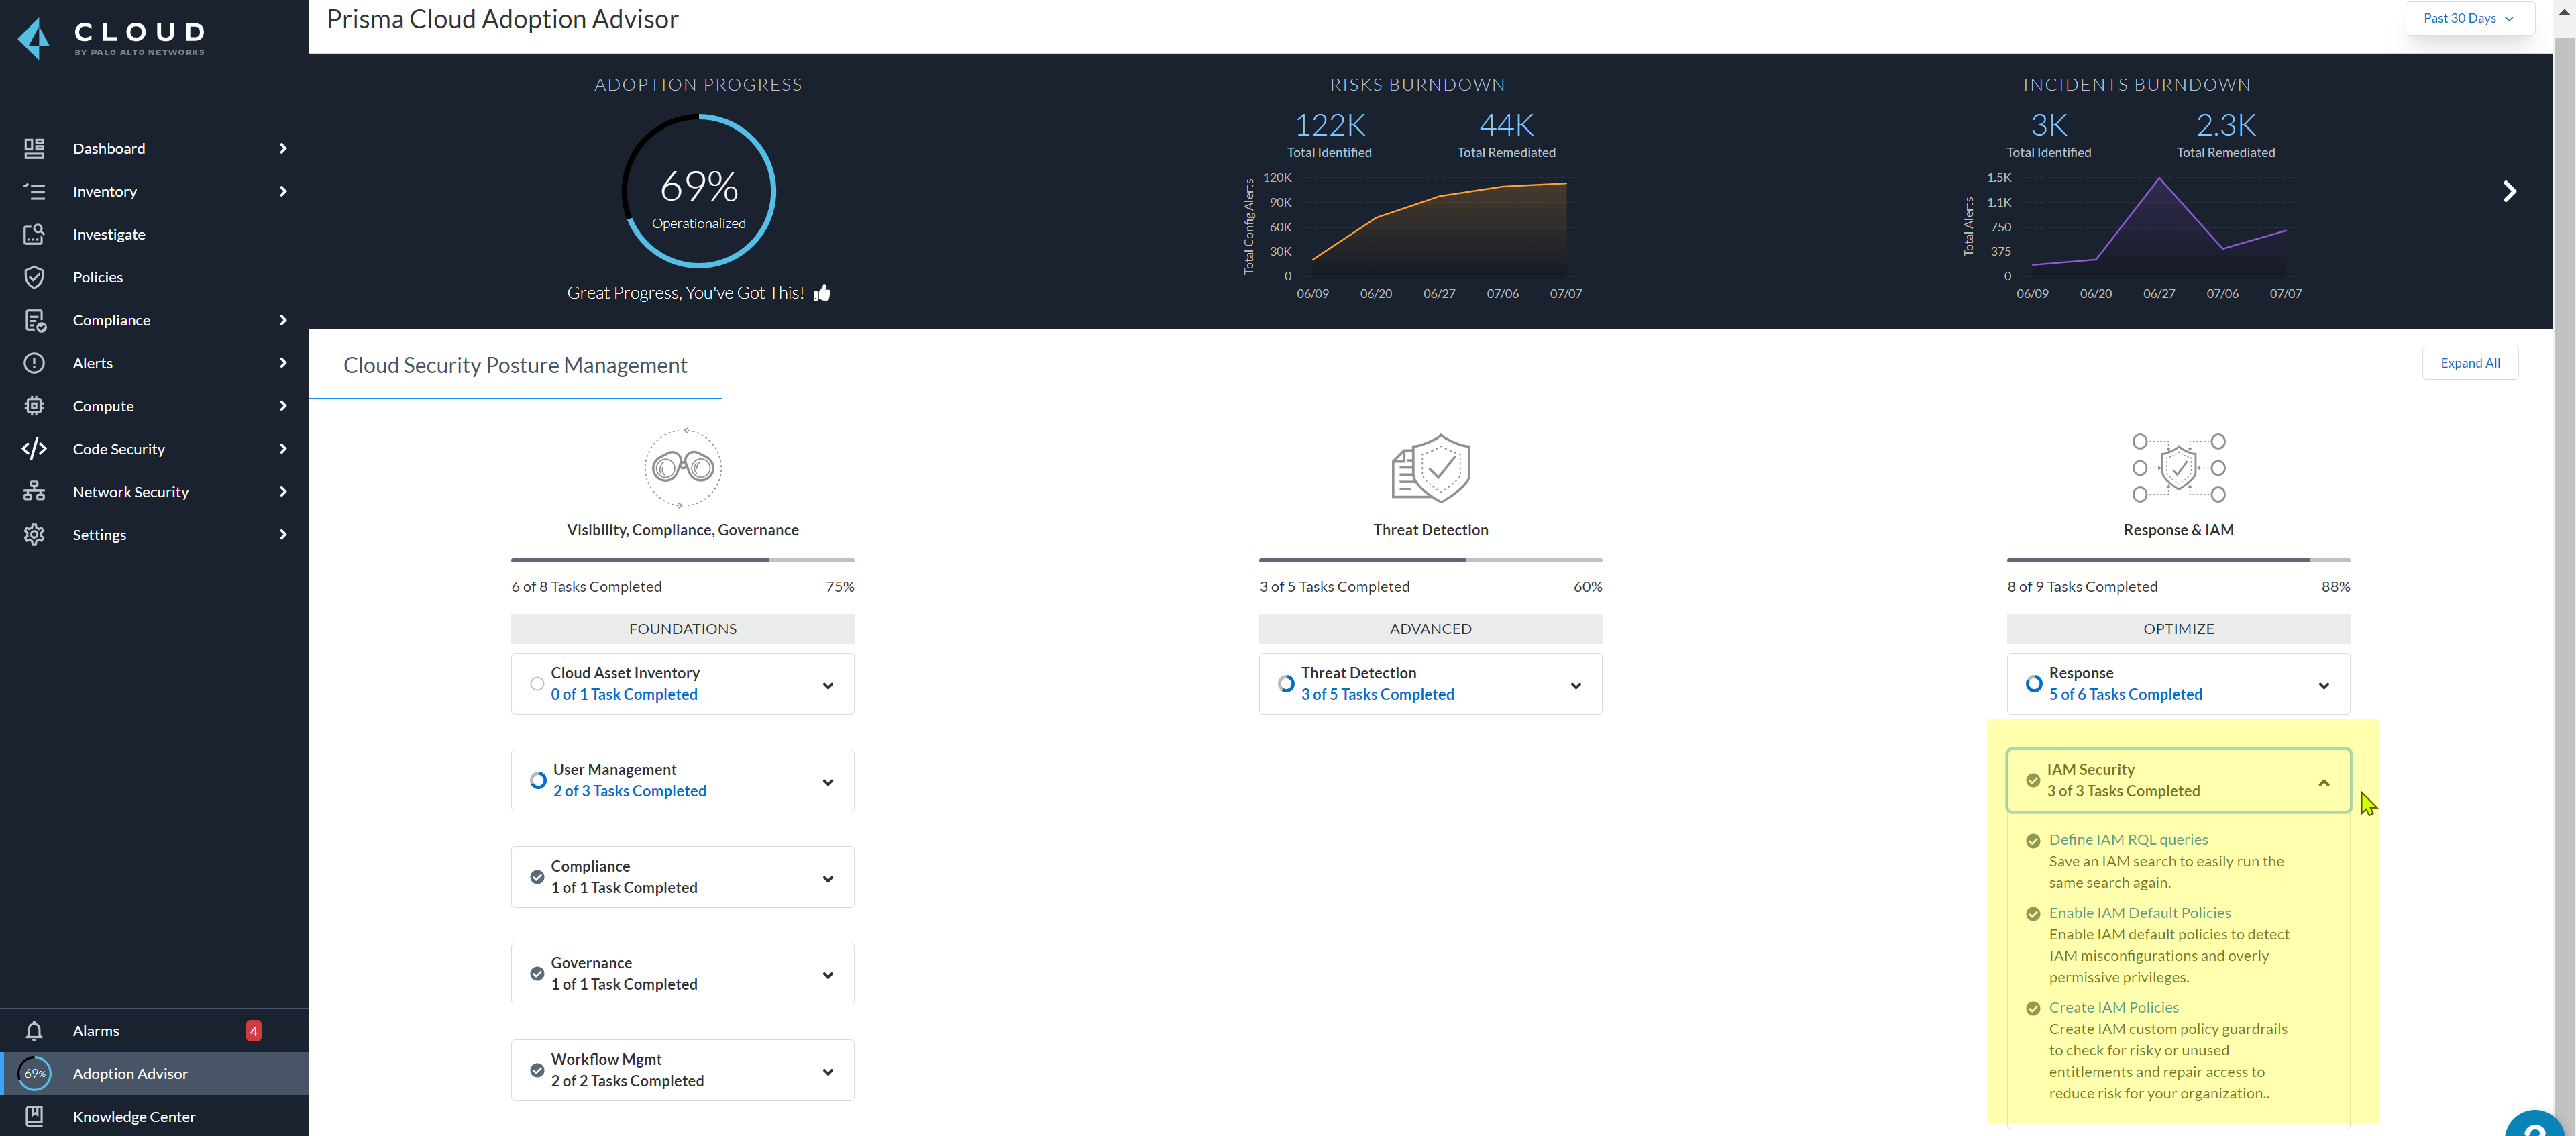 CLOUD
BY PALO ALTO NETWORKS
Dashboard
Inventory
Investigate
Policies
Compliance
Alerts
Compute
Code Security
Network Security
Settings
Alarms
4
69%
Adoption Advisor
Knowledge Center
Prisma Cloud Adoption Advisor
Past 30 Days
ADOPTION PROGRESS
69%
Operationalized
Great Progress, You've Got This!
RISKS BURNDOWN
122K
Total Identified
44K
Total Remediated
Total Config Alerts
120K
90K
60K
30K
0
06/09 06/20 06/27 07/06 07/07
INCIDENTS BURNDOWN
3K
Total Identified
2.3K
Total Remediated
Total Alerts
1.5K
1.1K
750
375
0
06/09 06/20 06/27 07/06 07/07
Cloud Security Posture Management
Expand All
Visibility, Compliance, Governance
6 of 8 Tasks Completed 75%
FOUNDATIONS
Cloud Asset Inventory
0 of 1 Task Completed
User Management
2 of 3 Tasks Completed
Compliance
1 of 1 Task Completed
Governance
1 of 1 Task Completed
Workflow Mgmt
2 of 2 Tasks Completed
Threat Detection
3 of 5 Tasks Completed 60%
ADVANCED
Threat Detection
3 of 5 Tasks Completed
Response & IAM
8 of 9 Tasks Completed 88%
OPTIMIZE
Response
5 of 6 Tasks Completed
IAM Security
3 of 3 Tasks Completed
Define IAM RQL queries
Save an IAM search to easily run the
same search again.
Enable IAM Default Policies
Enable IAM default policies to detect
IAM misconfigurations and overly
permissive privileges.
Create IAM Policies
Create IAM custom policy guardrails
to check for risky or unused
entitlements and repair access to
reduce risk for your organization..